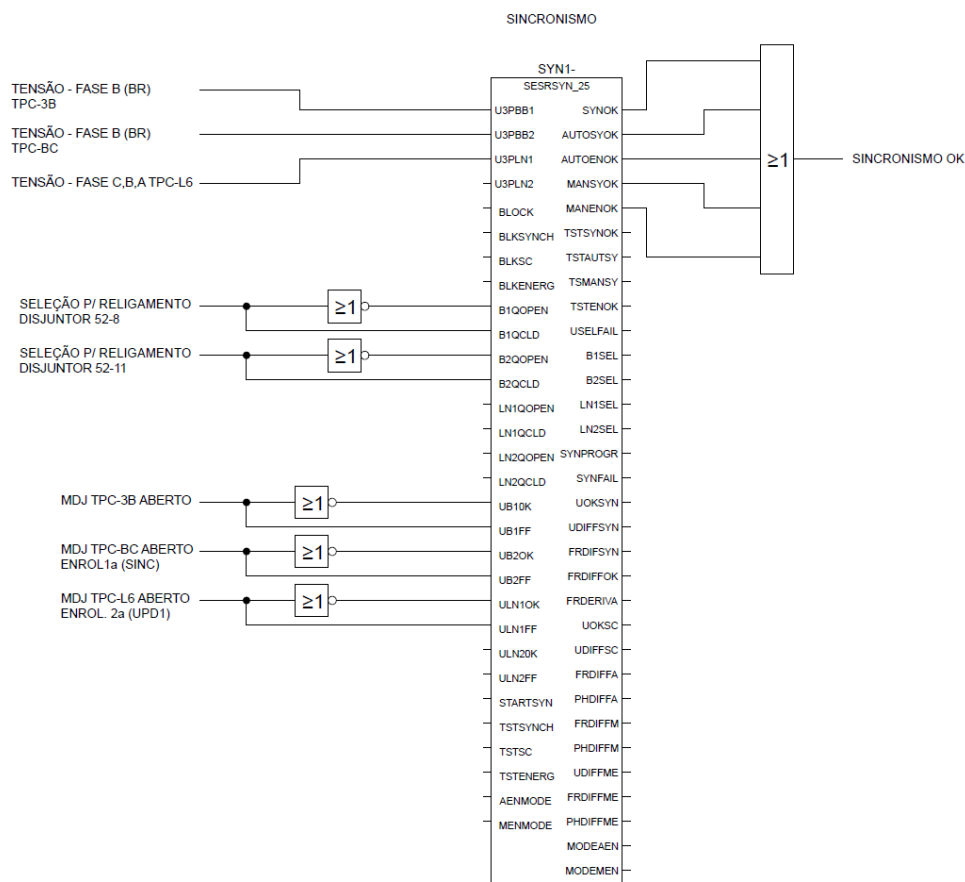 SINCRONISMO
SYN1-
SESRSYN_25
TENSÃO - FASE B (BR)
TPC-3B
TENSÃO - FASE B (BR)
TPC-BC
TENSÃO - FASE C,B,A TPC-L6
SELEÇÃO P/ RELIGAMENTO
DISJUNTOR 52-8
SELEÇÃO P/ RELIGAMENTO
DISJUNTOR 52-11
MDJ TPC-3B ABERTO
MDJ TPC-BC ABERTO
ENROL1a (SINC)
MDJ TPC-L6 ABERTO
ENROL. 2a (UPD1)
≥1
≥1
≥1
≥1
≥1
U3PBB1
U3PBB2
U3PLN1
U3PLN2
BLOCK
BLKSYNCH
BLKSC
BLKENERG
B1QOPEN
B1QCLD
B2QOPEN
B2QCLD
LN1QOPEN
LN1QCLD
LN2QOPEN
LN2QCLD
UB10K
UB1FF
UB2OK
UB2FF
ULN1OK
ULN1FF
ULN20K
ULN2FF
STARTSYN
TSTSYNCH
TSTSC
TSTENERG
AENMODE
MENMODE
SYNOK
AUTOSYOK
AUTOENOK
MANSYOK
MANENOK
TSTSYNOK
TSTAUTSY
TSMANSY
TSTENOK
USELFAIL
B1SEL
B2SEL
LN1SEL
LN2SEL
SYNPROGR
SYNFAIL
UOKSYN
UDIFFSYN
FRDIFSYN
FRDIFFOK
FRDERIVA
UOKSC
UDIFFSC
FRDIFFA
PHDIFFA
FRDIFFM
PHDIFFM
UDIFFME
FRDIFFME
PHDIFFME
MODEAEN
MODEMEN
≥1
SINCRONISMO OK